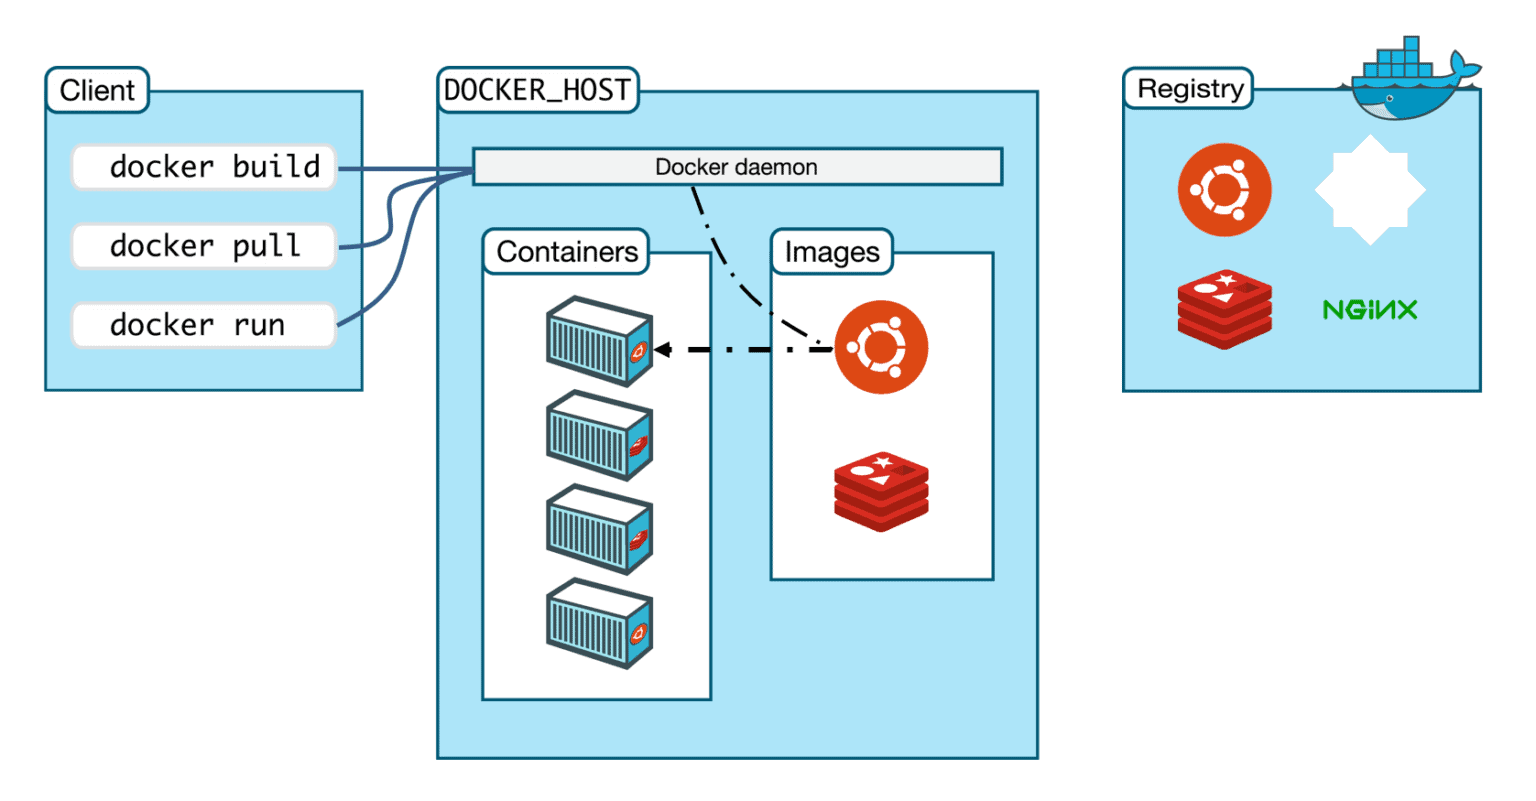 Client
docker build
docker pull
docker run
DOCKER_HOST
Docker daemon
Containers
Images
Registry
NGINX